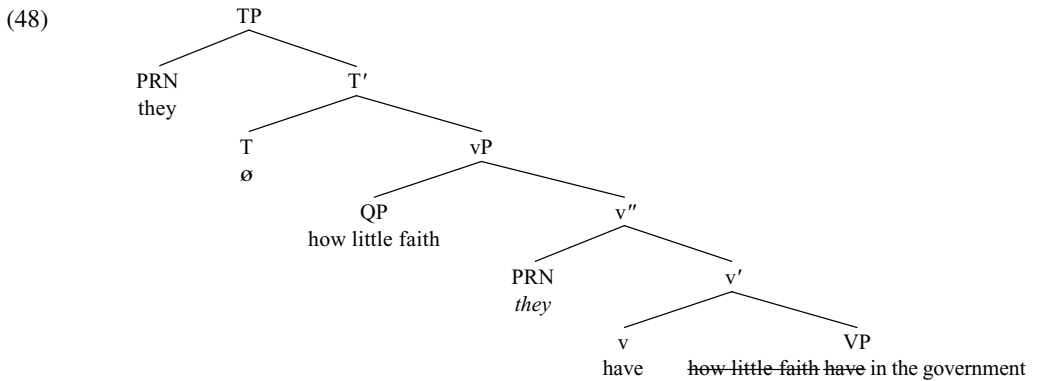 (48) TP
PRN T′
they
T vP
ø
QP v″
how little faith
PRN v′
they
v VP
have how little faith have in the government